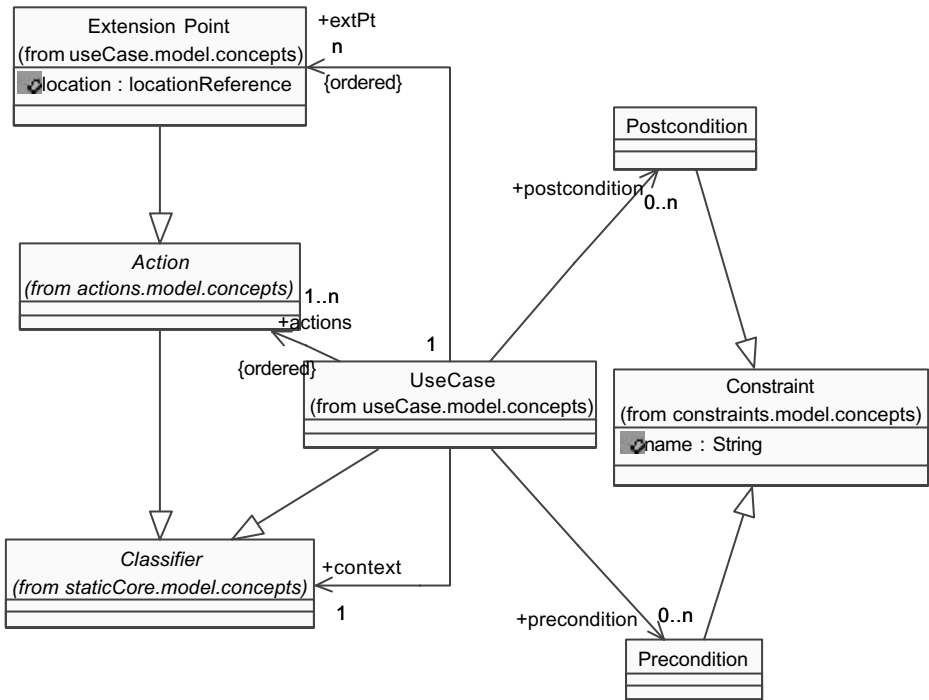 Extension Point
(from useCase.model.concepts)
location : locationReference
+extPt
n
{ordered}
Postcondition
+postcondition
0..n
Action
(from actions.model.concepts)
1..n
+actions
{ordered}
1
UseCase
(from useCase.model.concepts)
Constraint
(from constraints.model.concepts)
name : String
Classifier
(from staticCore.model.concepts)
+context
1
+precondition
0..n
Precondition